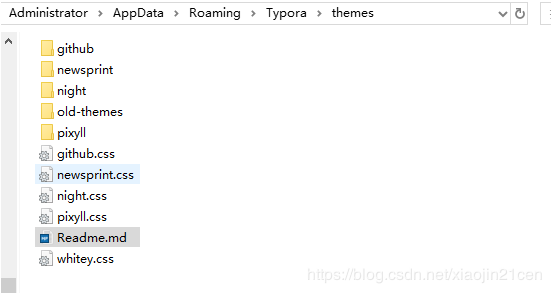 Administrator > AppData > Roaming > Typora > themes
github
newsprint
night
old-themes
pixyll
github.css
newsprint.css
night.css
pixyll.css
Readme.md
whitey.css
https://blog.csdn.net/xiaojin21cen